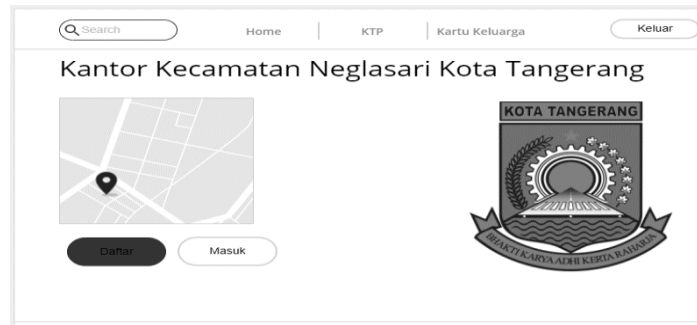 Search Home KTP Kartu Keluarga Keluar
Kantor Kecamatan Neglasari Kota Tangerang
KOTA TANGERANG
Daftar Masuk
BHAKTI KARYA ADHI KERTA RAHARJA